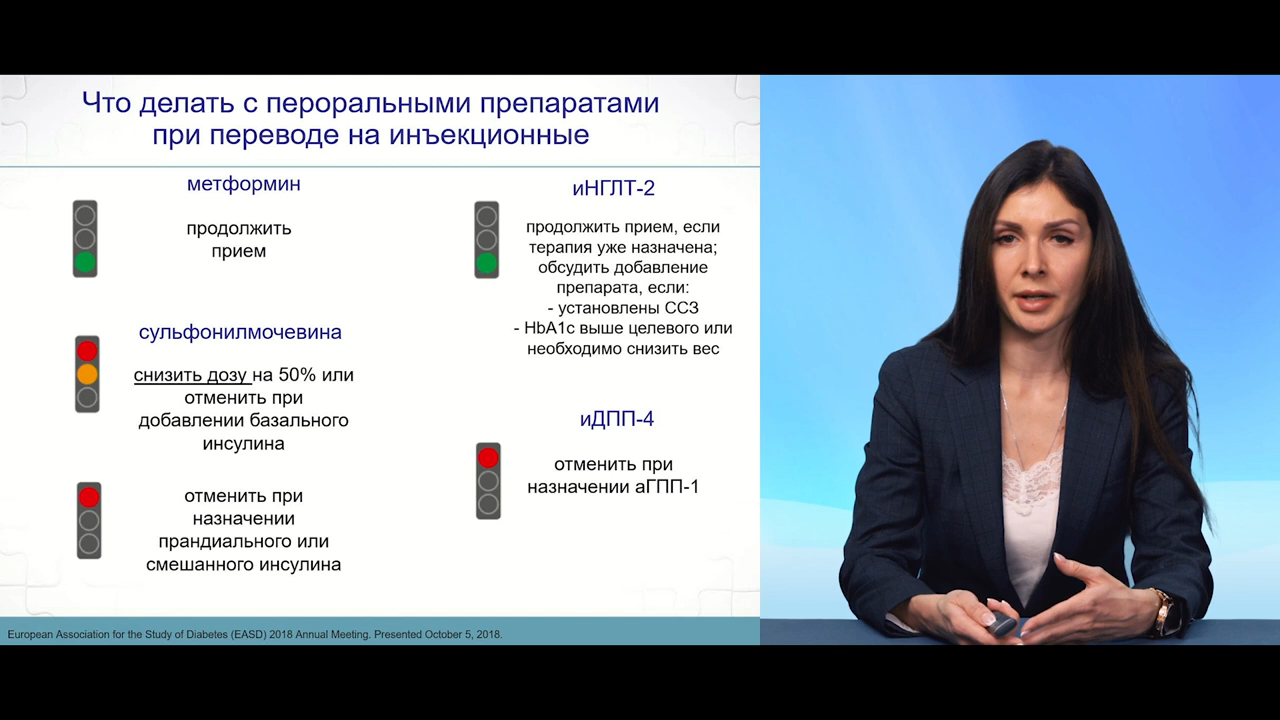 Что делать с пероральными препаратами
при переводе на инъекционные
метформин
продолжить
прием
сульфонилмочевина
снизить дозу на 50% или
отменить при
добавлении базального
инсулина
отменить при
назначении
прандиального или
смешанного инсулина
иНГЛТ-2
продолжить прием, если
терапия уже назначена;
обсудить добавление
препарата, если:
- установлены ССЗ
- HbA1c выше целевого или
необходимо снизить вес
иДПП-4
отменить при
назначении аГПП-1
European Association for the Study of Diabetes (EASD) 2018 Annual Meeting. Presented October 5, 2018.